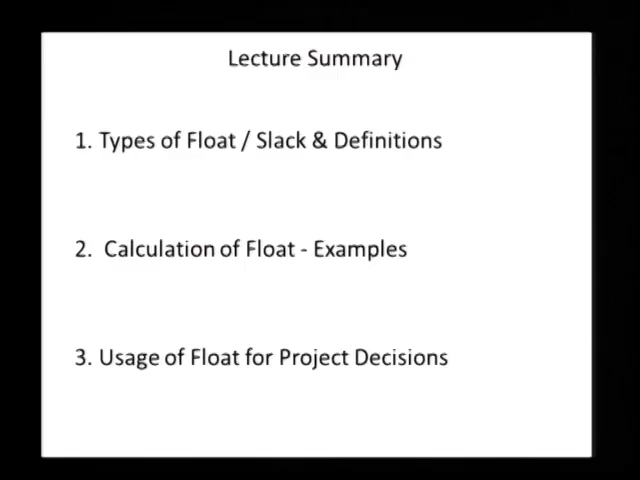 Lecture Summary
1. Types of Float / Slack & Definitions
2. Calculation of Float - Examples
3. Usage of Float for Project Decisions